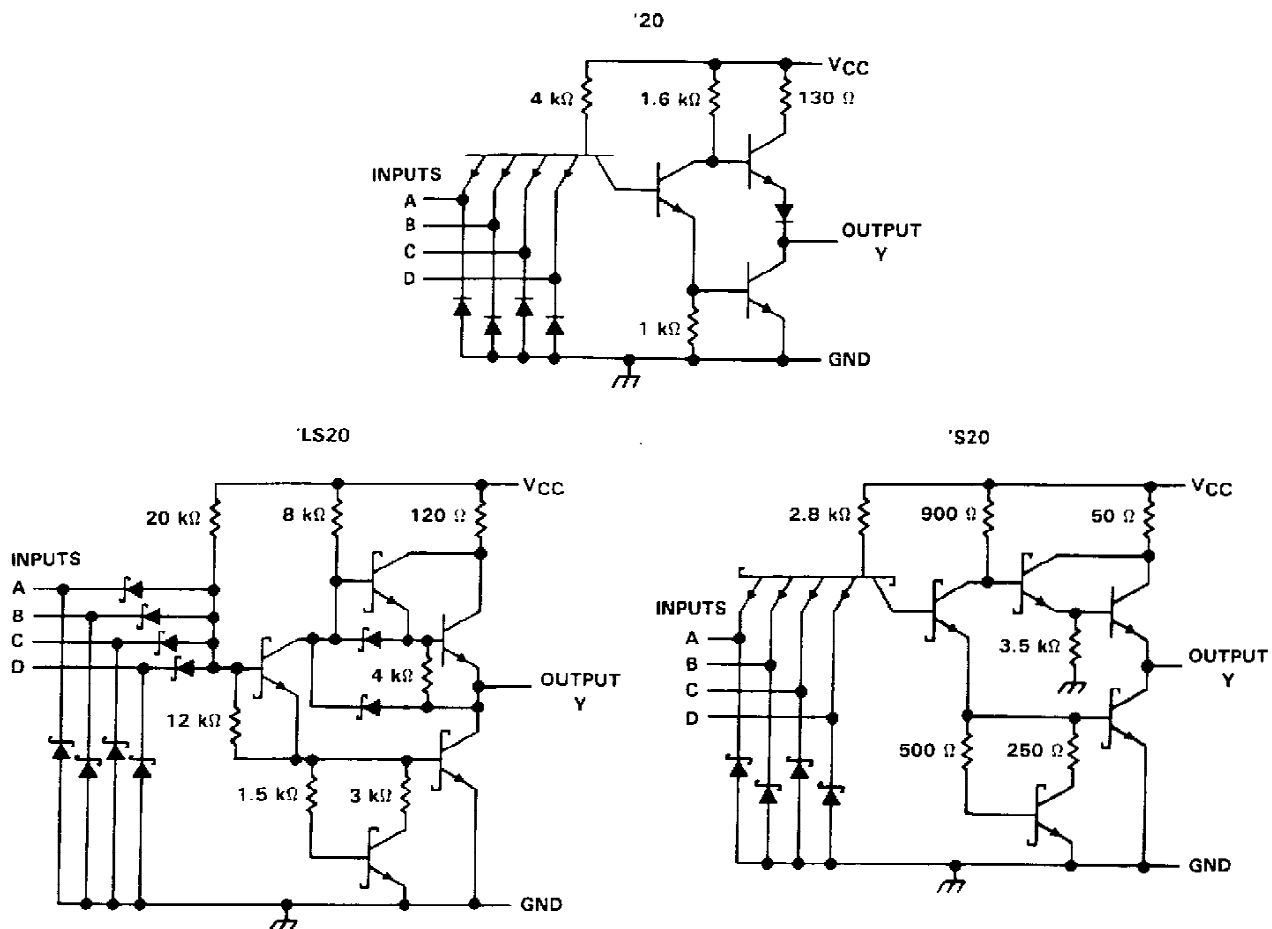 '20
VCC
4 kΩ
1.6 kΩ
130 Ω
INPUTS
A
B
C
D
OUTPUT
Y
1 kΩ
GND
'LS20
VCC
20 kΩ
8 kΩ
120 Ω
INPUTS
A
B
C
D
4 kΩ
OUTPUT
Y
12 kΩ
1.5 kΩ
3 kΩ
GND
'S20
VCC
2.8 kΩ
900 Ω
50 Ω
INPUTS
A
B
C
D
3.5 kΩ
OUTPUT
Y
500 Ω
250 Ω
GND